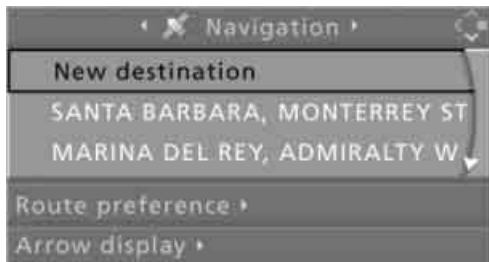 Navigation
New destination
SANTA BARBARA, MONTERREY ST
MARINA DEL REY, ADMIRALTY W
Route preference
Arrow display